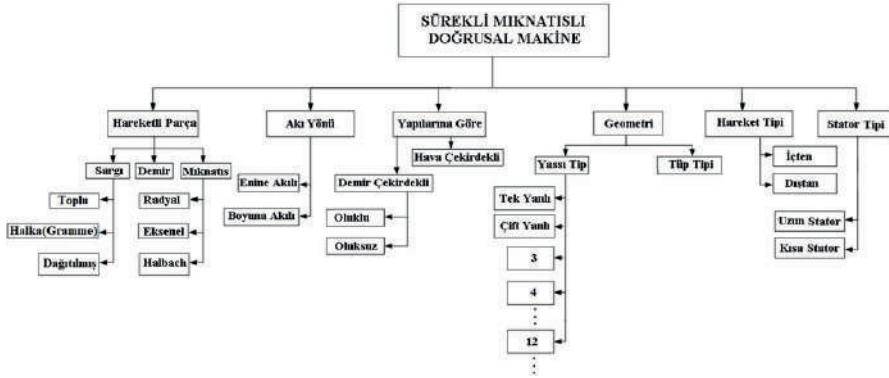 SÜREKLİ MIKNATISLI
DOĞRUSAL MAKİNE
Hareketli Parça
Akı Yönü
Yapılarına Göre
Geometri
Hareket Tipi
Stator Tipi
Sargı
Demir
Mıknatıs
Toplu
Halka(Gramme)
Dağıtılmış
Radyal
Eksenel
Halbach
Enine Akılı
Boyuna Akılı
Hava Çekirdekli
Demir Çekirdekli
Oluklu
Oluksuz
Yassı Tip
Tüp Tipi
Tek Yanlı
Çift Yanlı
3
4
12
İçten
Dıştan
Uzun Stator
Kısa Stator